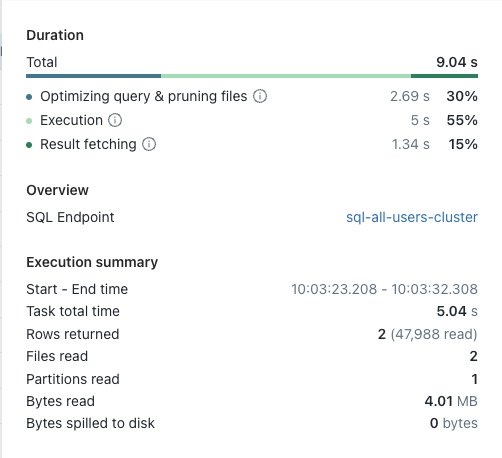 Duration
Total 9.04 s
Optimizing query & pruning files 2.69 s 30%
Execution 5 s 55%
Result fetching 1.34 s 15%
Overview
SQL Endpoint sql-all-users-cluster
Execution summary
Start - End time 10:03:23.208 - 10:03:32.308
Task total time 5.04 s
Rows returned 2 (47,988 read)
Files read 2
Partitions read 1
Bytes read 4.01 MB
Bytes spilled to disk 0 bytes